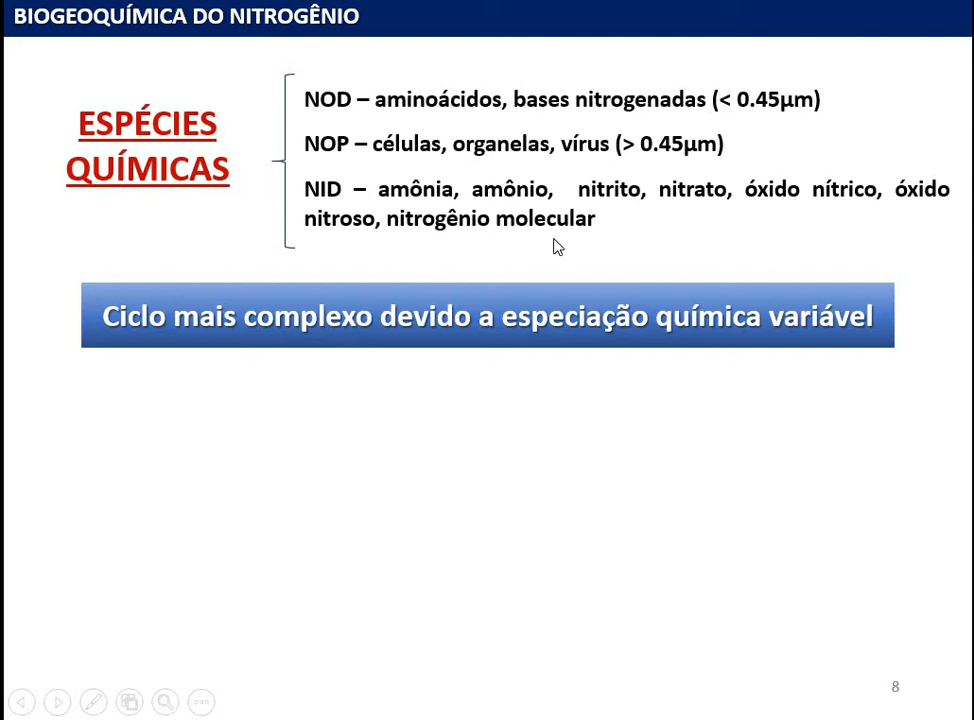 BIOGEOQUÍMICA DO NITROGÊNIO
ESPÉCIES
QUÍMICAS
NOD – aminoácidos, bases nitrogenadas (< 0.45µm)
NOP – células, organelas, vírus (> 0.45µm)
NID – amônia, amônio, nitrito, nitrato, óxido nítrico, óxido
nitroso, nitrogênio molecular
Ciclo mais complexo devido a especiação química variável
8